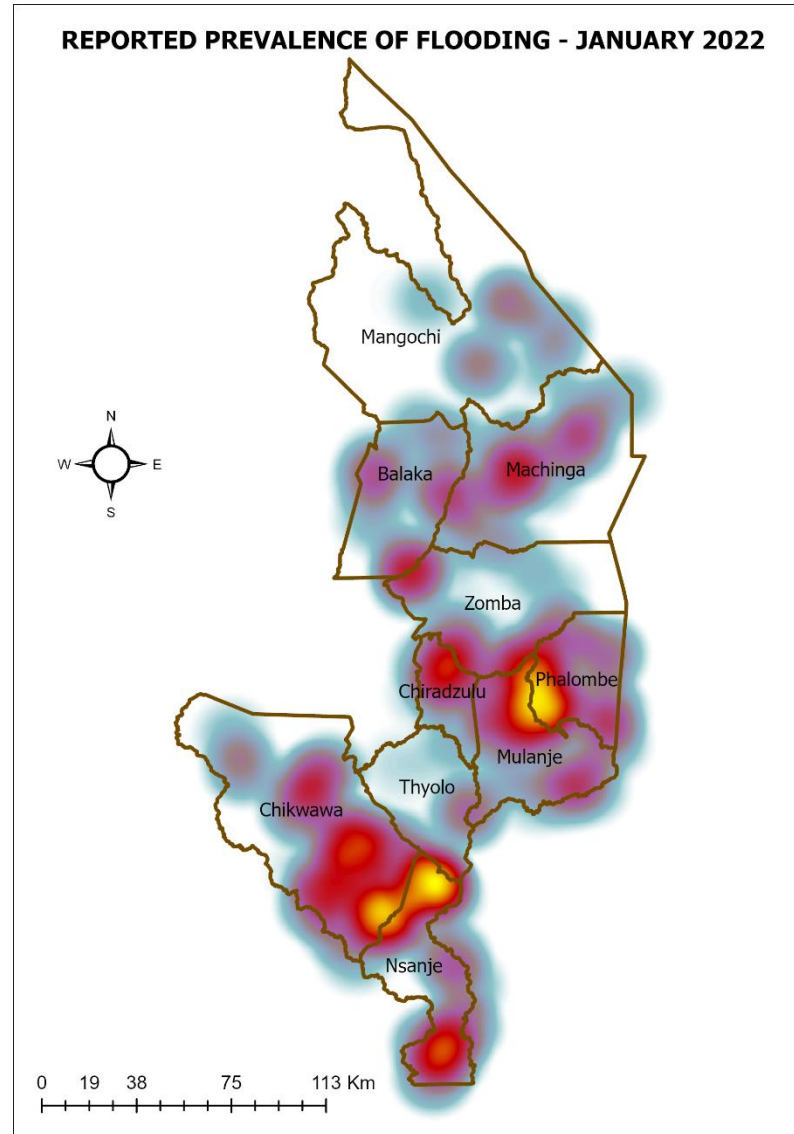 REPORTED PREVALENCE OF FLOODING - JANUARY 2022
Mangochi
N
W E
S
Balaka
Machinga
Zomba
Chiradzulu
Phalombe
Mulanje
Thyolo
Chikwawa
Nsanje
0 19 38 75 113 Km